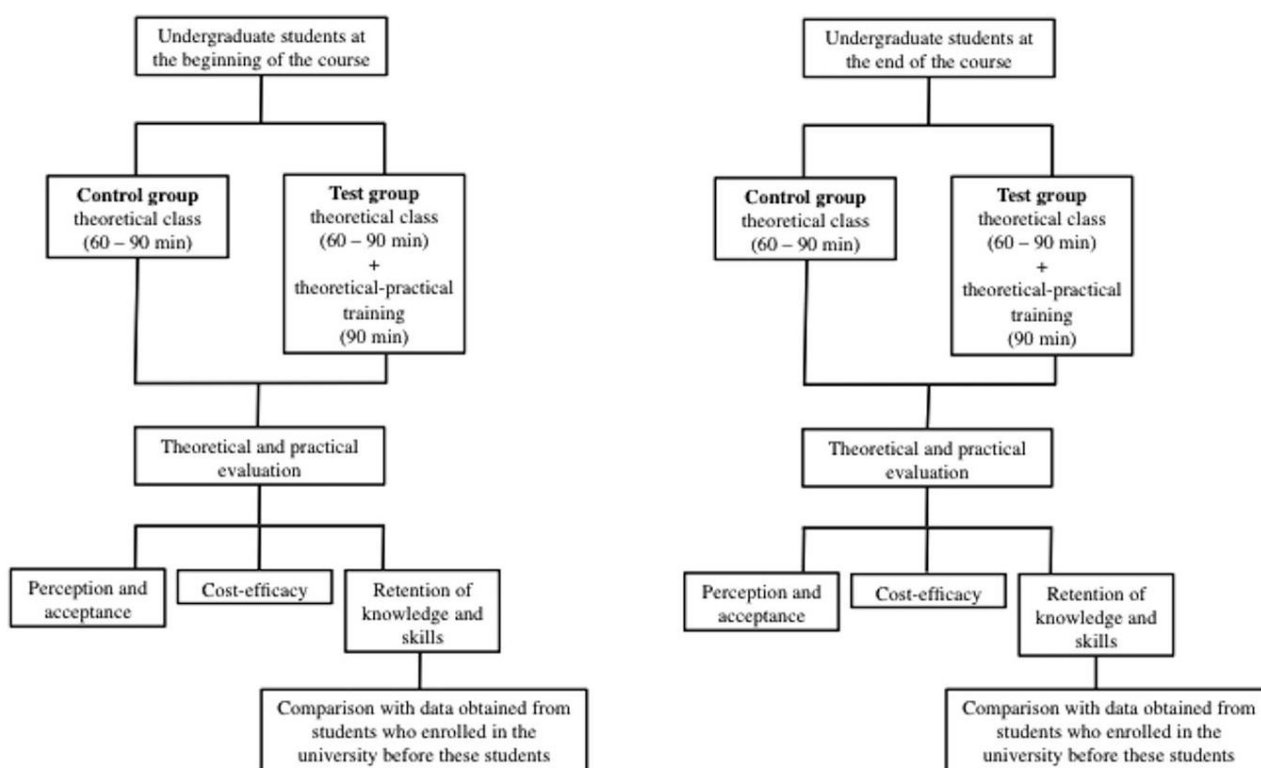 Undergraduate students at
the beginning of the course
Control group
theoretical class
(60 – 90 min)
Test group
theoretical class
(60 – 90 min)
+
theoretical-practical
training
(90 min)
Theoretical and practical
evaluation
Perception and
acceptance
Cost-efficacy
Retention of
knowledge and
skills
Comparison with data obtained from
students who enrolled in the
university before these students
Undergraduate students at
the end of the course
Control group
theoretical class
(60 – 90 min)
Test group
theoretical class
(60 – 90 min)
+
theoretical-practical
training
(90 min)
Theoretical and practical
evaluation
Perception and
acceptance
Cost-efficacy
Retention of
knowledge and
skills
Comparison with data obtained from
students who enrolled in the
university before these students